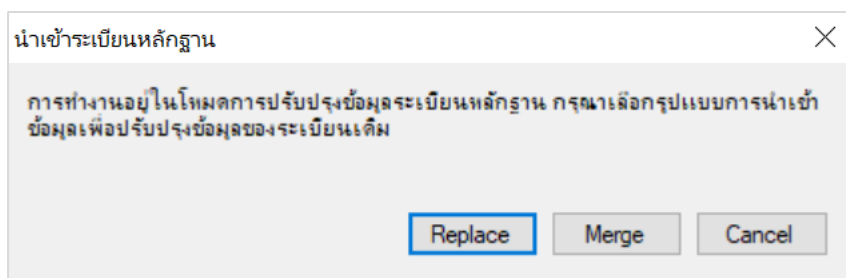 นำเข้าระเบียนหลักฐาน
การทำงานอยู่ในโหมดการปรับปรุงข้อมูลระเบียนหลักฐาน กรุณาเลือกรูปแบบการนำเข้า
ข้อมูลเพื่อปรับปรุงข้อมูลของระเบียนเดิม
Replace
Merge
Cancel